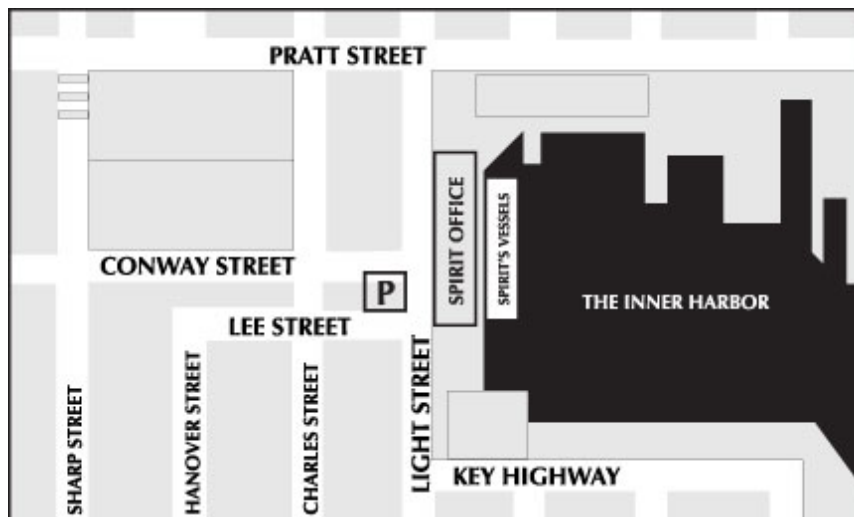 PRATT STREET
SPIRIT OFFICE
SPIRIT'S VESSELS
CONWAY STREET
P
THE INNER HARBOR
LEE STREET
SHARP STREET
HANOVER STREET
CHARLES STREET
LIGHT STREET
KEY HIGHWAY